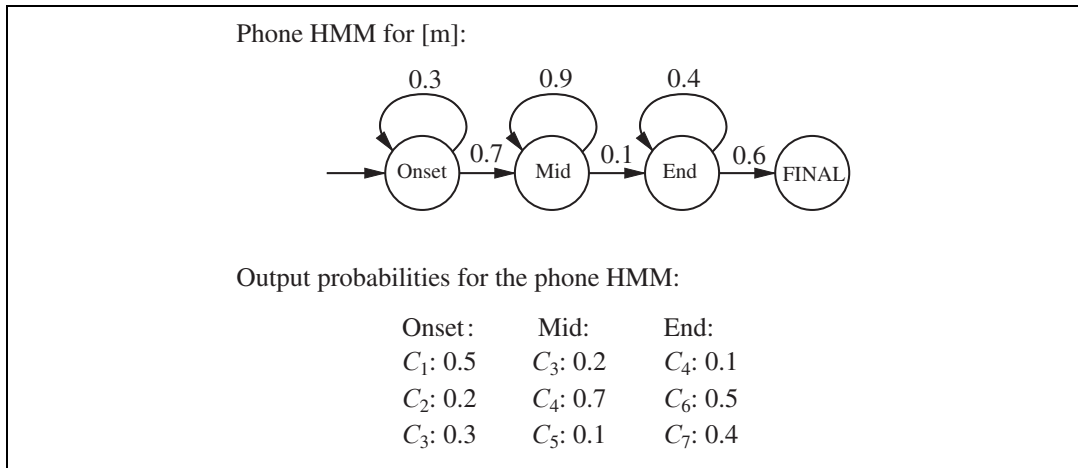 Phone HMM for [m]:
0.3 0.9 0.4
Onset 0.7 Mid 0.1 End 0.6 FINAL
Output probabilities for the phone HMM:
Onset: Mid: End:
C1: 0.5 C3: 0.2 C4: 0.1
C2: 0.2 C4: 0.7 C6: 0.5
C3: 0.3 C5: 0.1 C7: 0.4